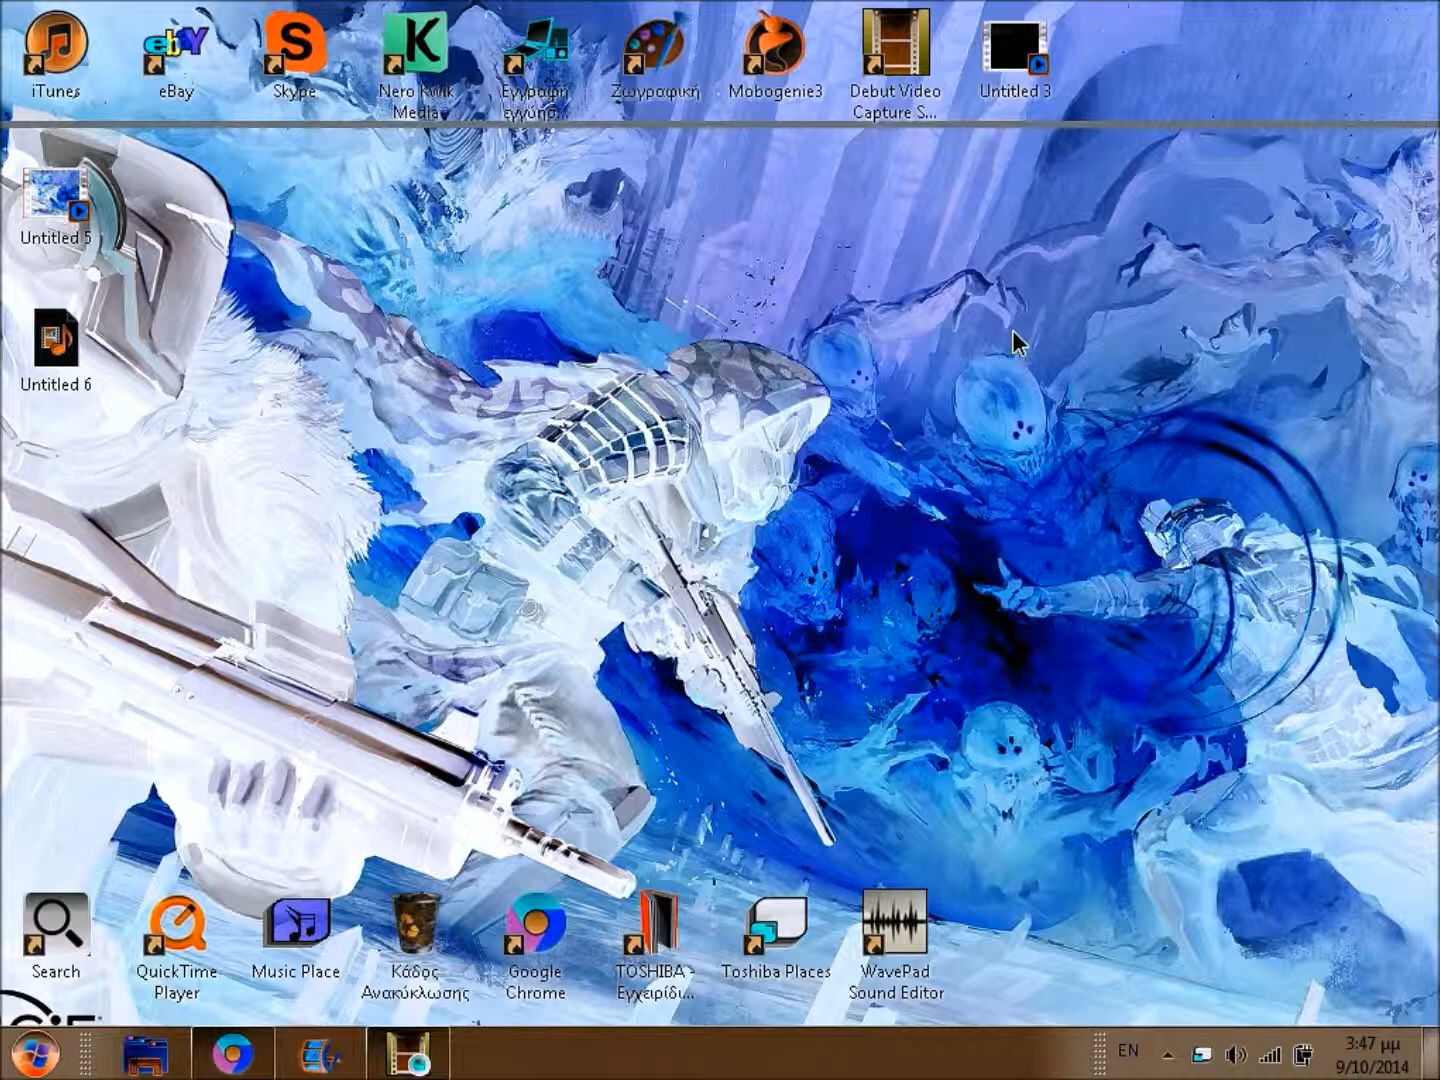 iTunes
eBay
Skype
Nero Kwik
Media
Εγγραφή
εγγύησ...
Ζωγραφική
Mobogenie3
Debut Video
Capture S...
Untitled 3
Untitled 5
Untitled 6
Search
QuickTime
Player
Music Place
Κάδος
Ανακύκλωσης
Google
Chrome
TOSHIBA -
Εγχειρίδι...
Toshiba Places
WavePad
Sound Editor
EN
3:47 μμ
9/10/2014